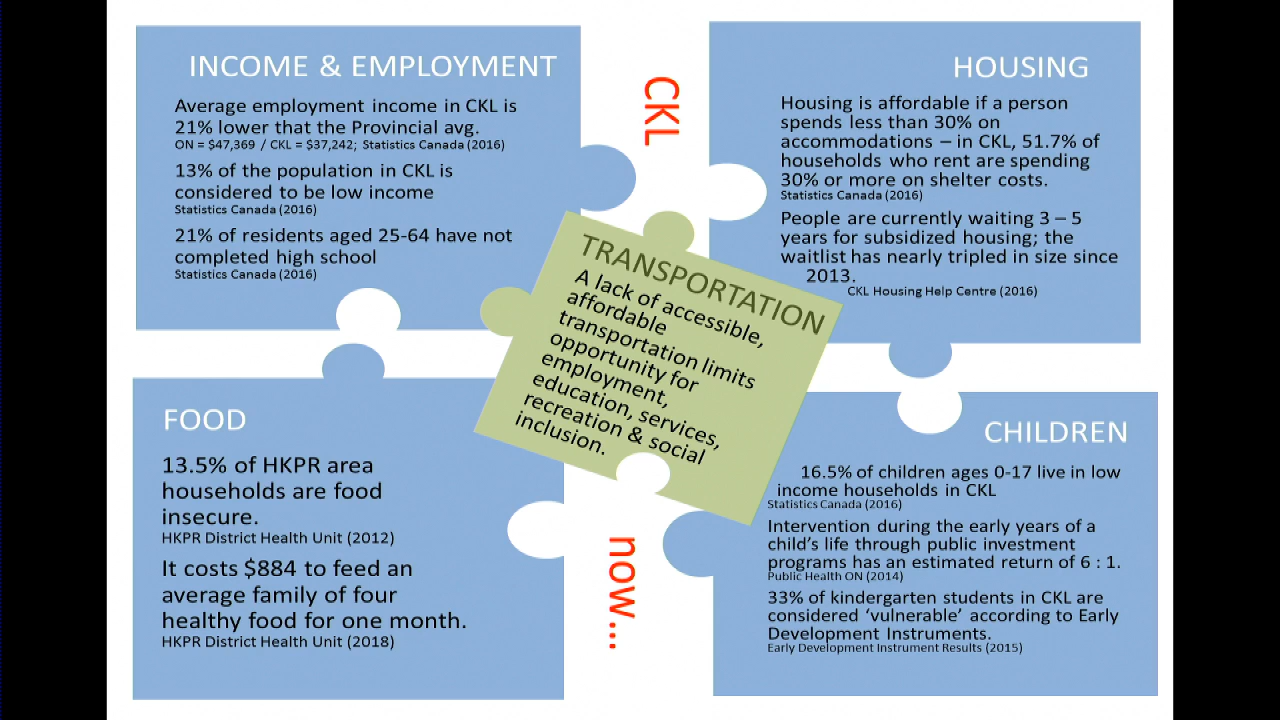 INCOME & EMPLOYMENT
Average employment income in CKL is
21% lower that the Provincial avg.
ON = $47,369 / CKL = $37,242; Statistics Canada (2016)
13% of the population in CKL is
considered to be low income
Statistics Canada (2016)
21% of residents aged 25-64 have not
completed high school
Statistics Canada (2016)
CKL
HOUSING
Housing is affordable if a person
spends less than 30% on
accommodations – in CKL, 51.7% of
households who rent are spending
30% or more on shelter costs.
Statistics Canada (2016)
People are currently waiting 3 – 5
years for subsidized housing; the
waitlist has nearly tripled in size since
2013.
CKL Housing Help Centre (2016)
TRANSPORTATION
A lack of accessible,
affordable
transportation limits
opportunity for
employment,
education, services,
recreation & social
inclusion.
FOOD
13.5% of HKPR area
households are food
insecure.
HKPR District Health Unit (2012)
It costs $884 to feed an
average family of four
healthy food for one month.
HKPR District Health Unit (2018)
now...
CHILDREN
16.5% of children ages 0-17 live in low
income households in CKL
Statistics Canada (2016)
Intervention during the early years of a
child's life through public investment
programs has an estimated return of 6 : 1.
Public Health ON (2014)
33% of kindergarten students in CKL are
considered 'vulnerable' according to Early
Development Instruments.
Early Development Instrument Results (2015)